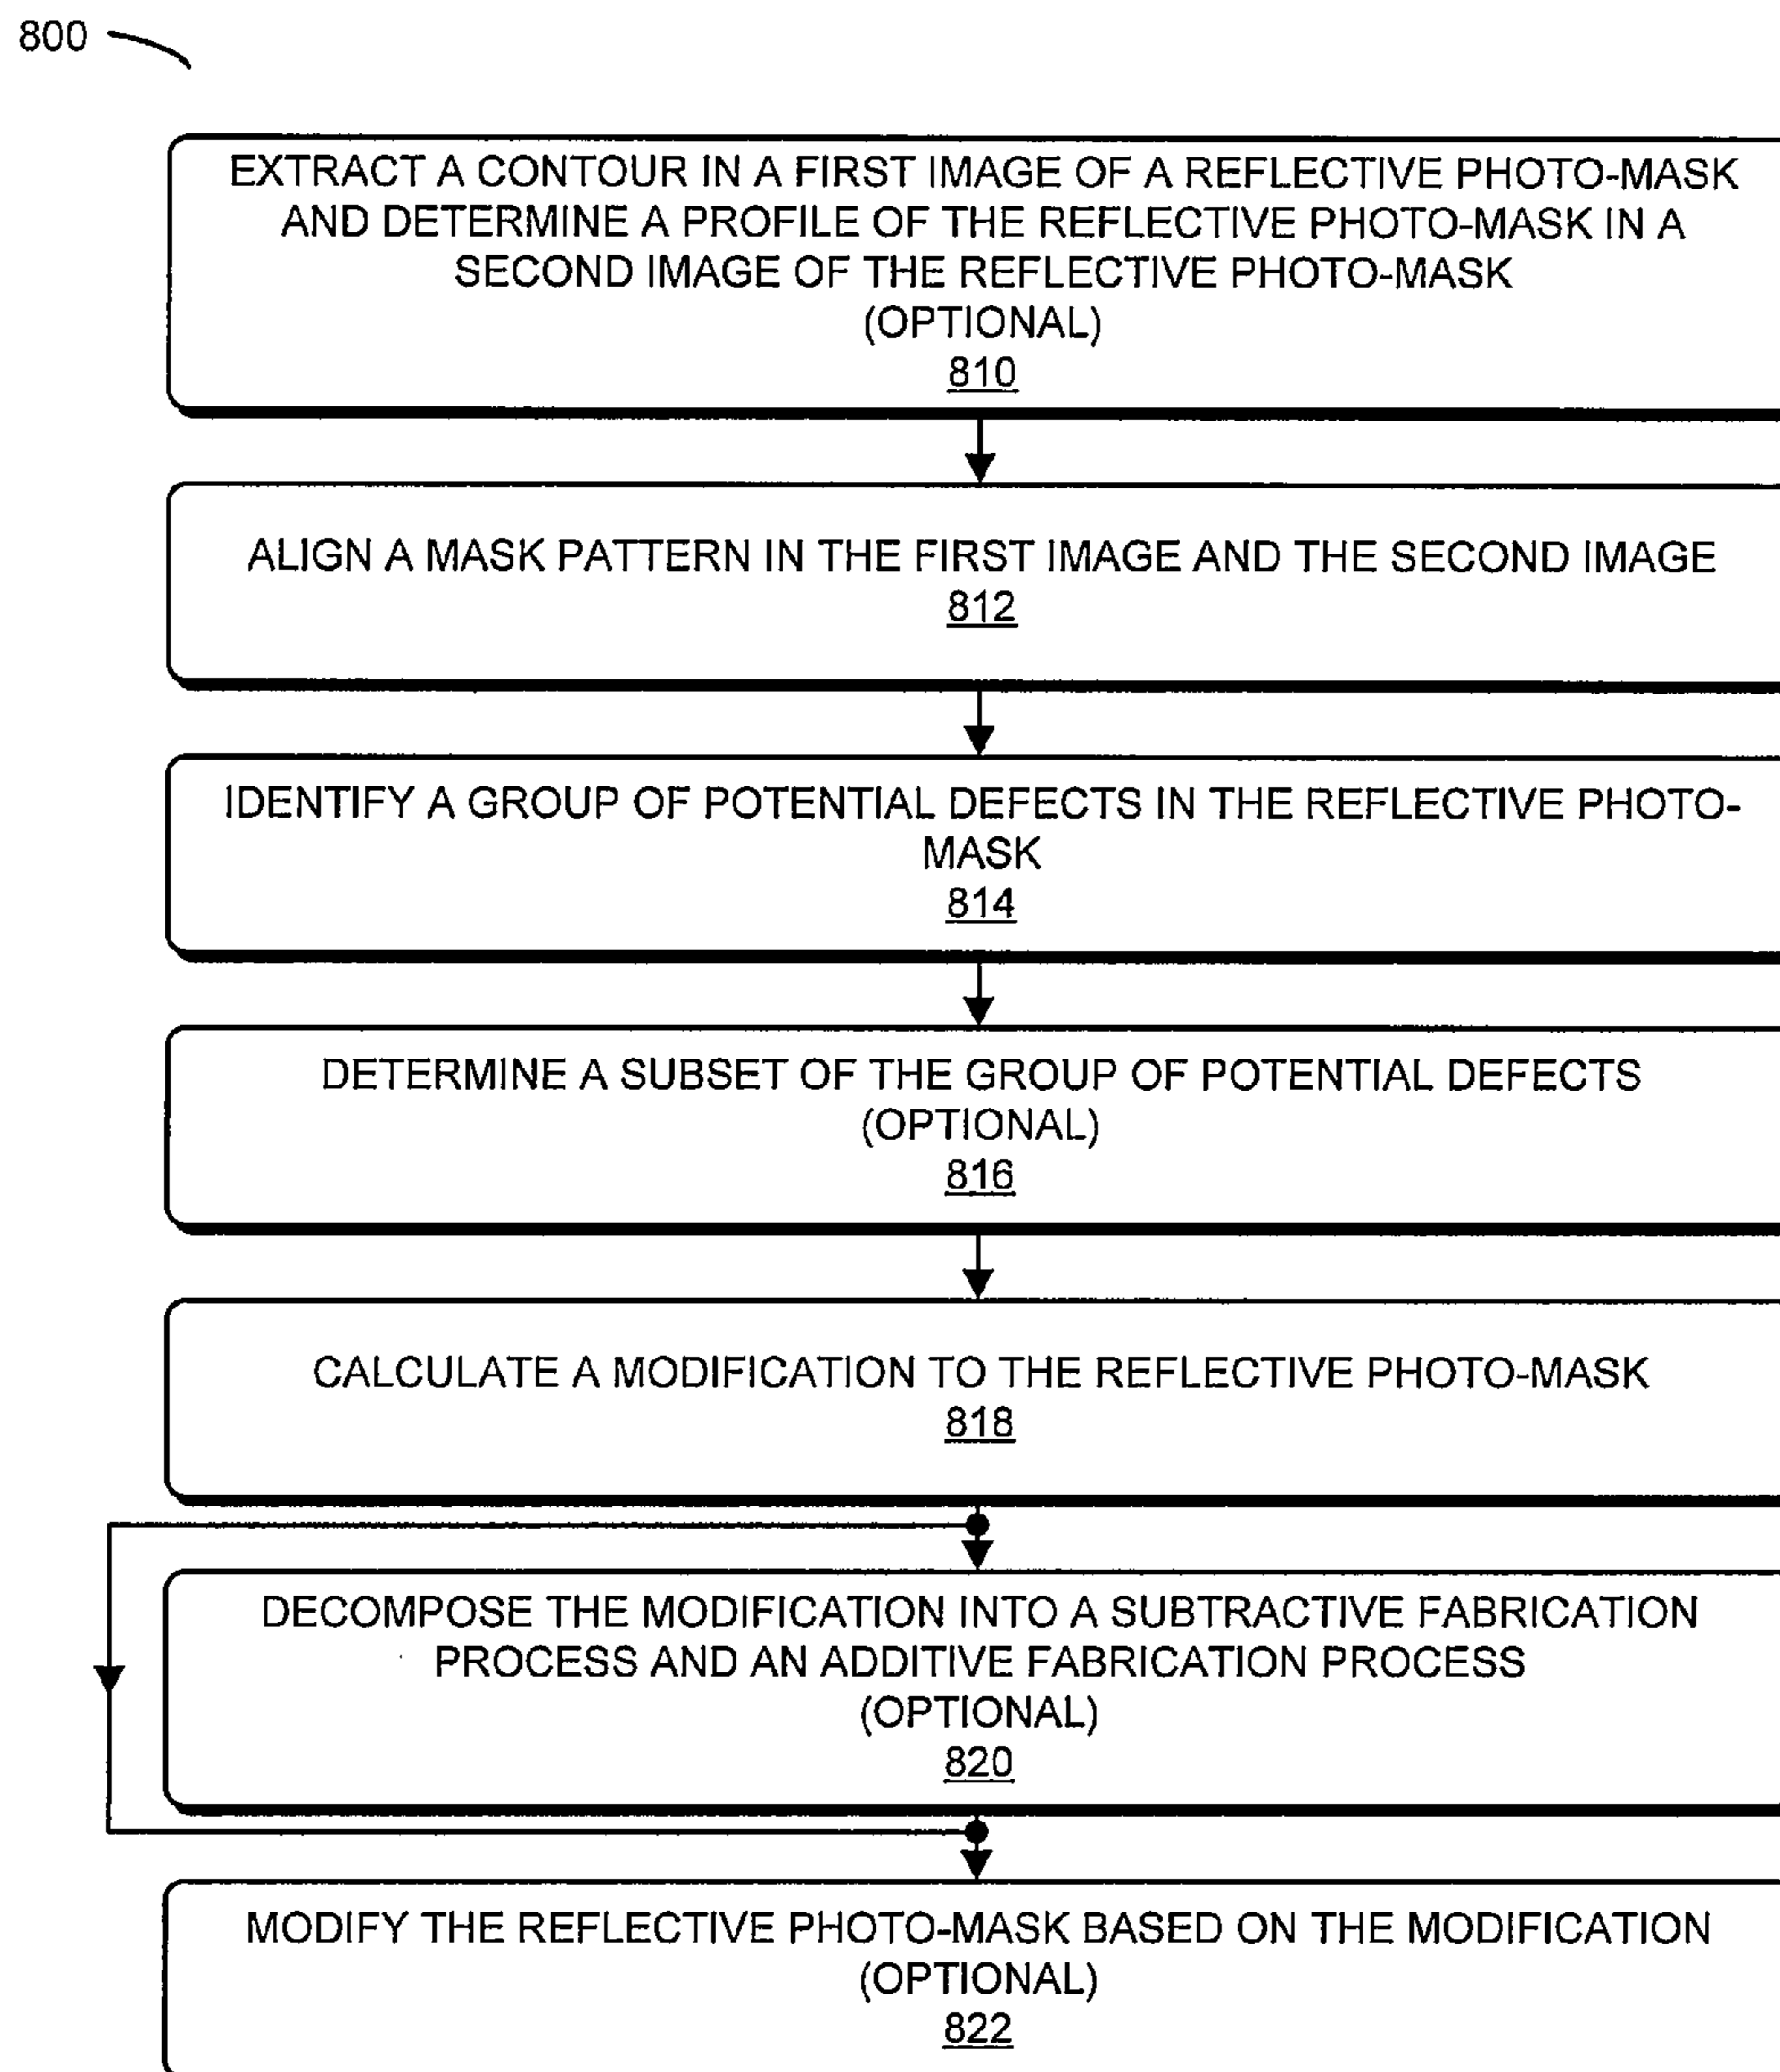 800
EXTRACT A CONTOUR IN A FIRST IMAGE OF A REFLECTIVE PHOTO-MASK
AND DETERMINE A PROFILE OF THE REFLECTIVE PHOTO-MASK IN A
SECOND IMAGE OF THE REFLECTIVE PHOTO-MASK
(OPTIONAL)
810
ALIGN A MASK PATTERN IN THE FIRST IMAGE AND THE SECOND IMAGE
812
IDENTIFY A GROUP OF POTENTIAL DEFECTS IN THE REFLECTIVE PHOTO-
MASK
814
DETERMINE A SUBSET OF THE GROUP OF POTENTIAL DEFECTS
(OPTIONAL)
816
CALCULATE A MODIFICATION TO THE REFLECTIVE PHOTO-MASK
818
DECOMPOSE THE MODIFICATION INTO A SUBTRACTIVE FABRICATION
PROCESS AND AN ADDITIVE FABRICATION PROCESS
(OPTIONAL)
820
MODIFY THE REFLECTIVE PHOTO-MASK BASED ON THE MODIFICATION
(OPTIONAL)
822